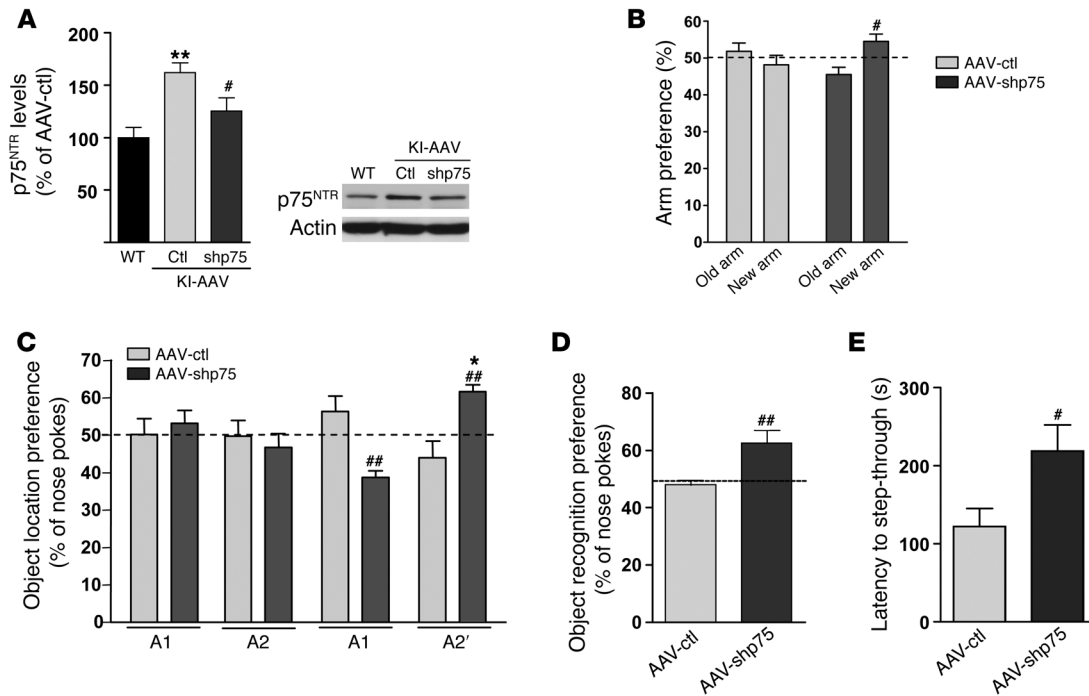 A
p75NTR levels
(% of AAV-ctl)
200
150
100
50
**
#
WT
Ctl
shp75
KI-AAV
KI-AAV
WT
Ctl
shp75
p75NTR
Actin
B
Arm preference (%)
60
50
40
30
20
10
0
#
Old arm
New arm
Old arm
New arm
AAV-ctl
AAV-shp75
C
Object location preference
(% of nose pokes)
AAV-ctl
AAV-shp75
70
60
50
40
30
20
10
0
##
*
##
A1
A2
A1
A2′
D
Object recognition preference
(% of nose pokes)
80
60
40
20
0
##
AAV-ctl
AAV-shp75
E
Latency to step-through (s)
300
200
100
0
#
AAV-ctl
AAV-shp75